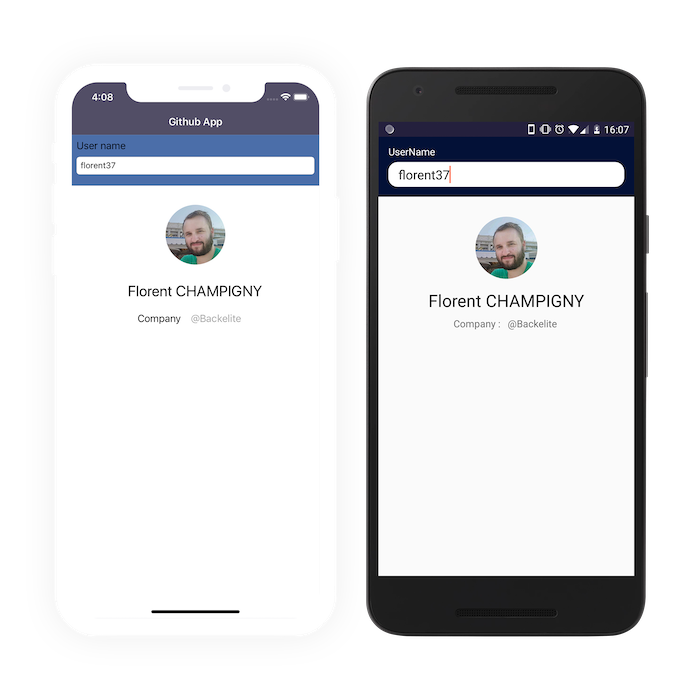 4:08
Github App
User name
florent37
Florent CHAMPIGNY
Company @Backelite
16:07
UserName
florent37
Florent CHAMPIGNY
Company : @Backelite